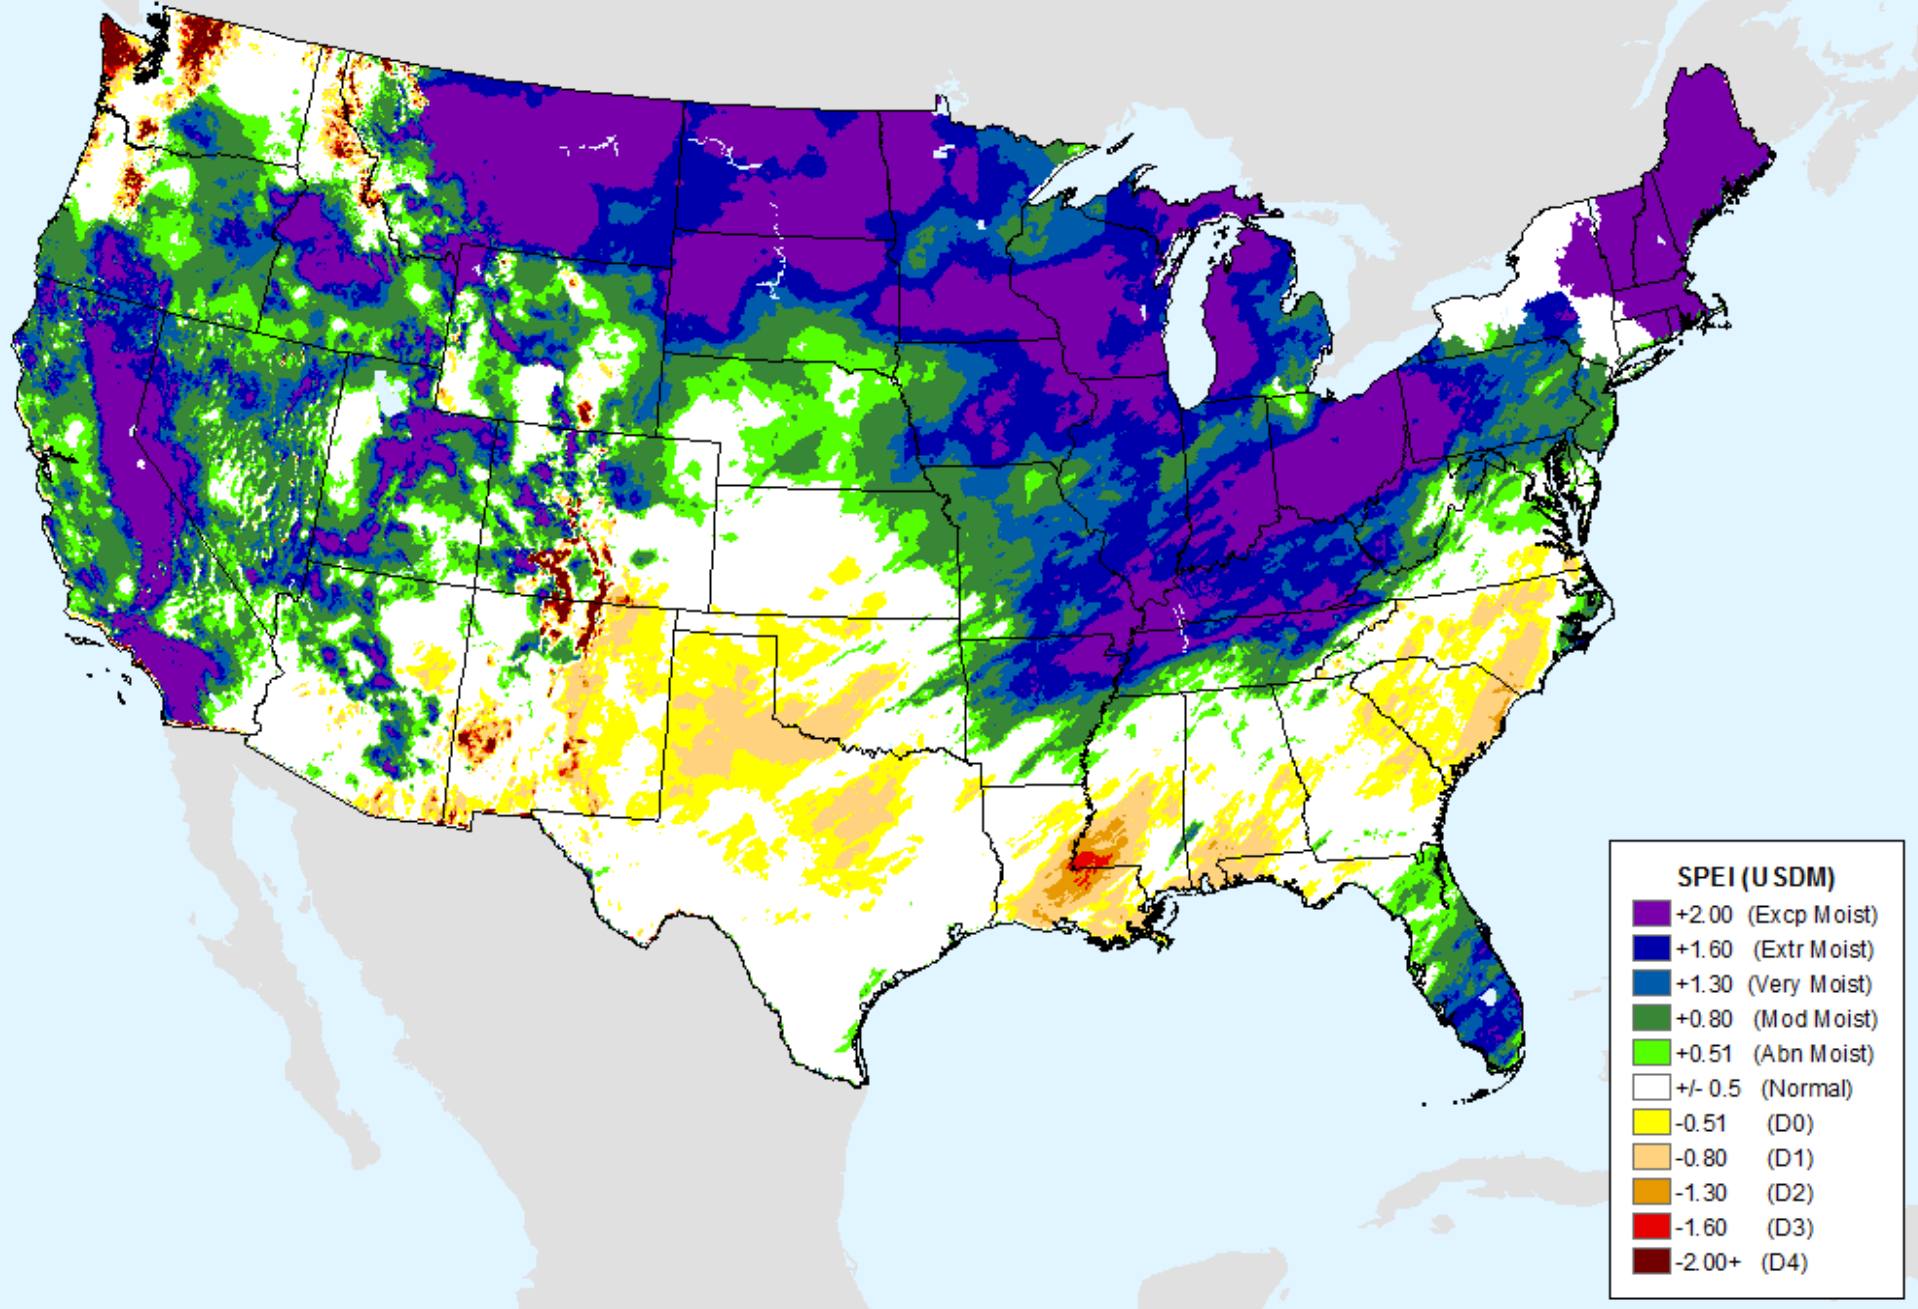 SPEI (USDM)
+2.00 (Excp Moist)
+1.60 (Extr Moist)
+1.30 (Very Moist)
+0.80 (Mod Moist)
+0.51 (Abn Moist)
+/- 0.5 (Normal)
-0.51 (D0)
-0.80 (D1)
-1.30 (D2)
-1.60 (D3)
-2.00+ (D4)